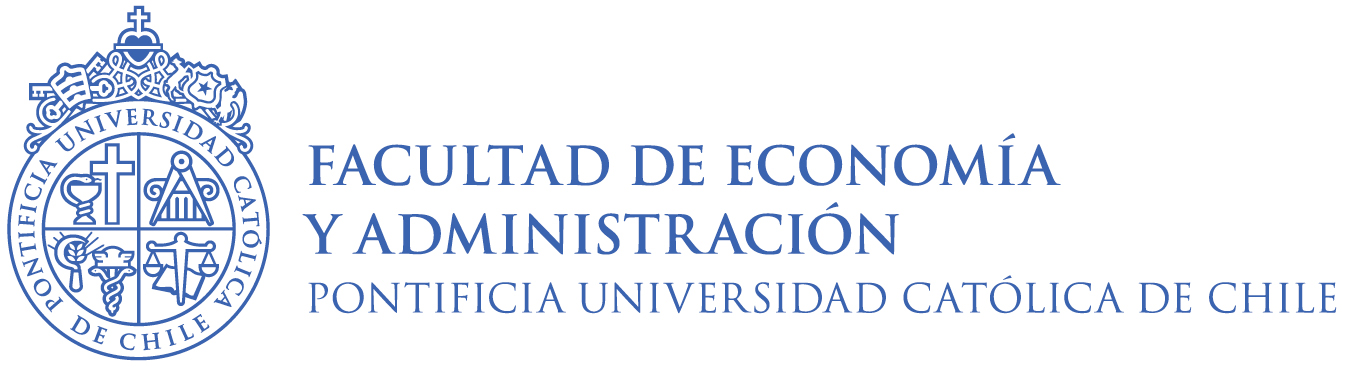 PONTIFICIA UNIVERSIDAD CATÓLICA DE CHILE
FACULTAD DE ECONOMÍA
Y ADMINISTRACIÓN
PONTIFICIA UNIVERSIDAD CATÓLICA DE CHILE